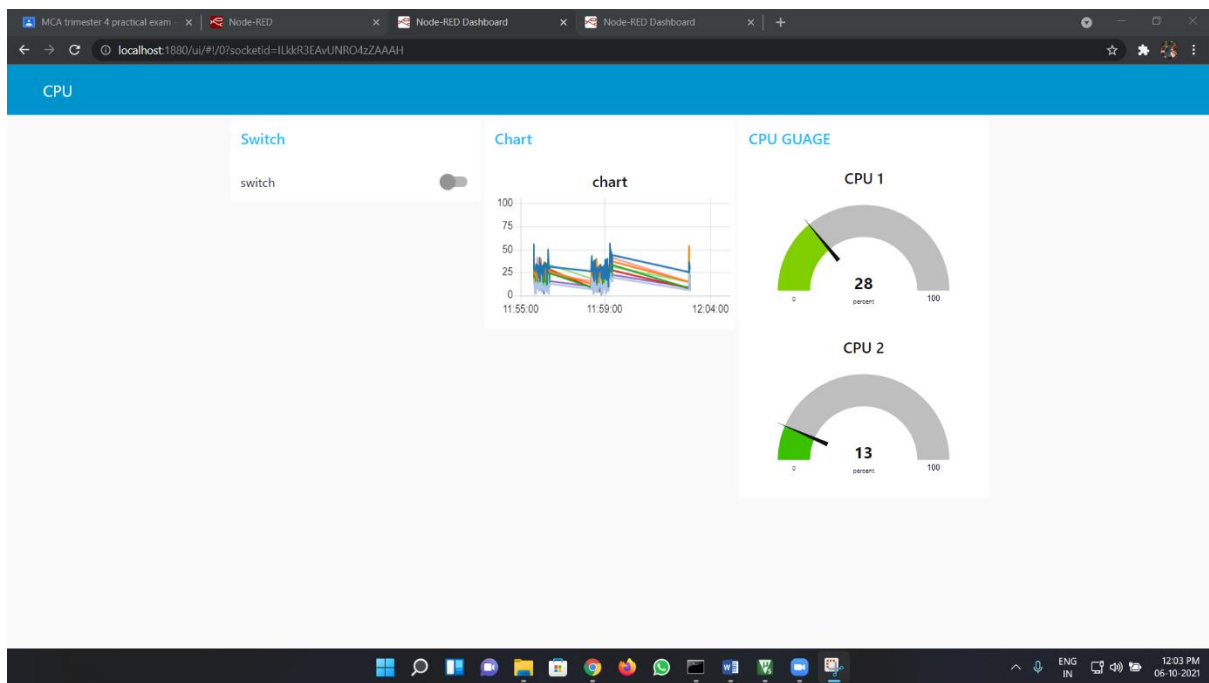 MCA trimester 4 practical exam -
Node-RED
Node-RED Dashboard
Node-RED Dashboard
localhost:1880/ui/#!/0?socketid=ILkkR3EAvUNRO4zZAAAH
CPU
Switch
switch
Chart
chart
100
75
50
25
0
11:55:00 11:59:00 12:04:00
CPU GUAGE
CPU 1
28
percent
0 100
CPU 2
13
percent
0 100
ENG
IN
12:03 PM
06-10-2021